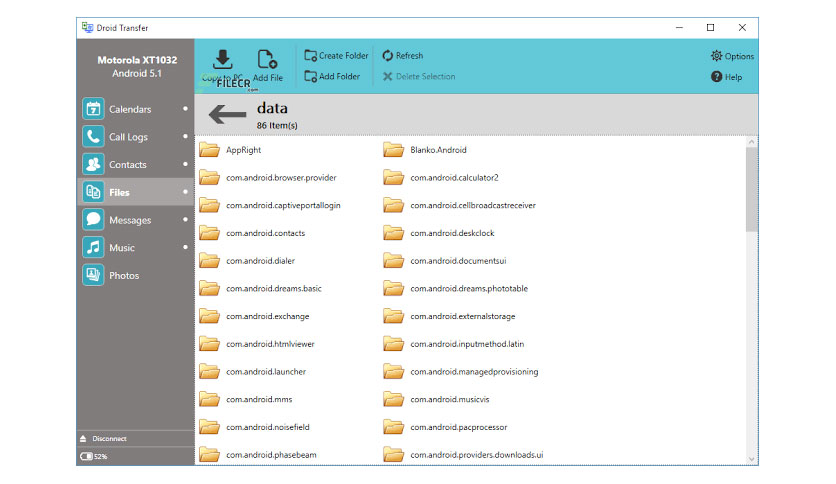 Droid Transfer
Motorola XT1032
Android 5.1
Calendars
Call Logs
Contacts
Files
Messages
Music
Photos
Disconnect
52%
Copy to PC
Add File
Create Folder
Add Folder
Refresh
Delete Selection
Options
Help
FILECR
.com
data
86 Item(s)
AppRight
Blanko.Android
com.android.browser.provider
com.android.calculator2
com.android.captiveportallogin
com.android.cellbroadcastreceiver
com.android.contacts
com.android.deskclock
com.android.dialer
com.android.documentsui
com.android.dreams.basic
com.android.dreams.phototable
com.android.exchange
com.android.externalstorage
com.android.htmlviewer
com.android.inputmethod.latin
com.android.launcher
com.android.managedprovisioning
com.android.mms
com.android.musicvis
com.android.noisefield
com.android.pacprocessor
com.android.phasebeam
com.android.providers.downloads.ui